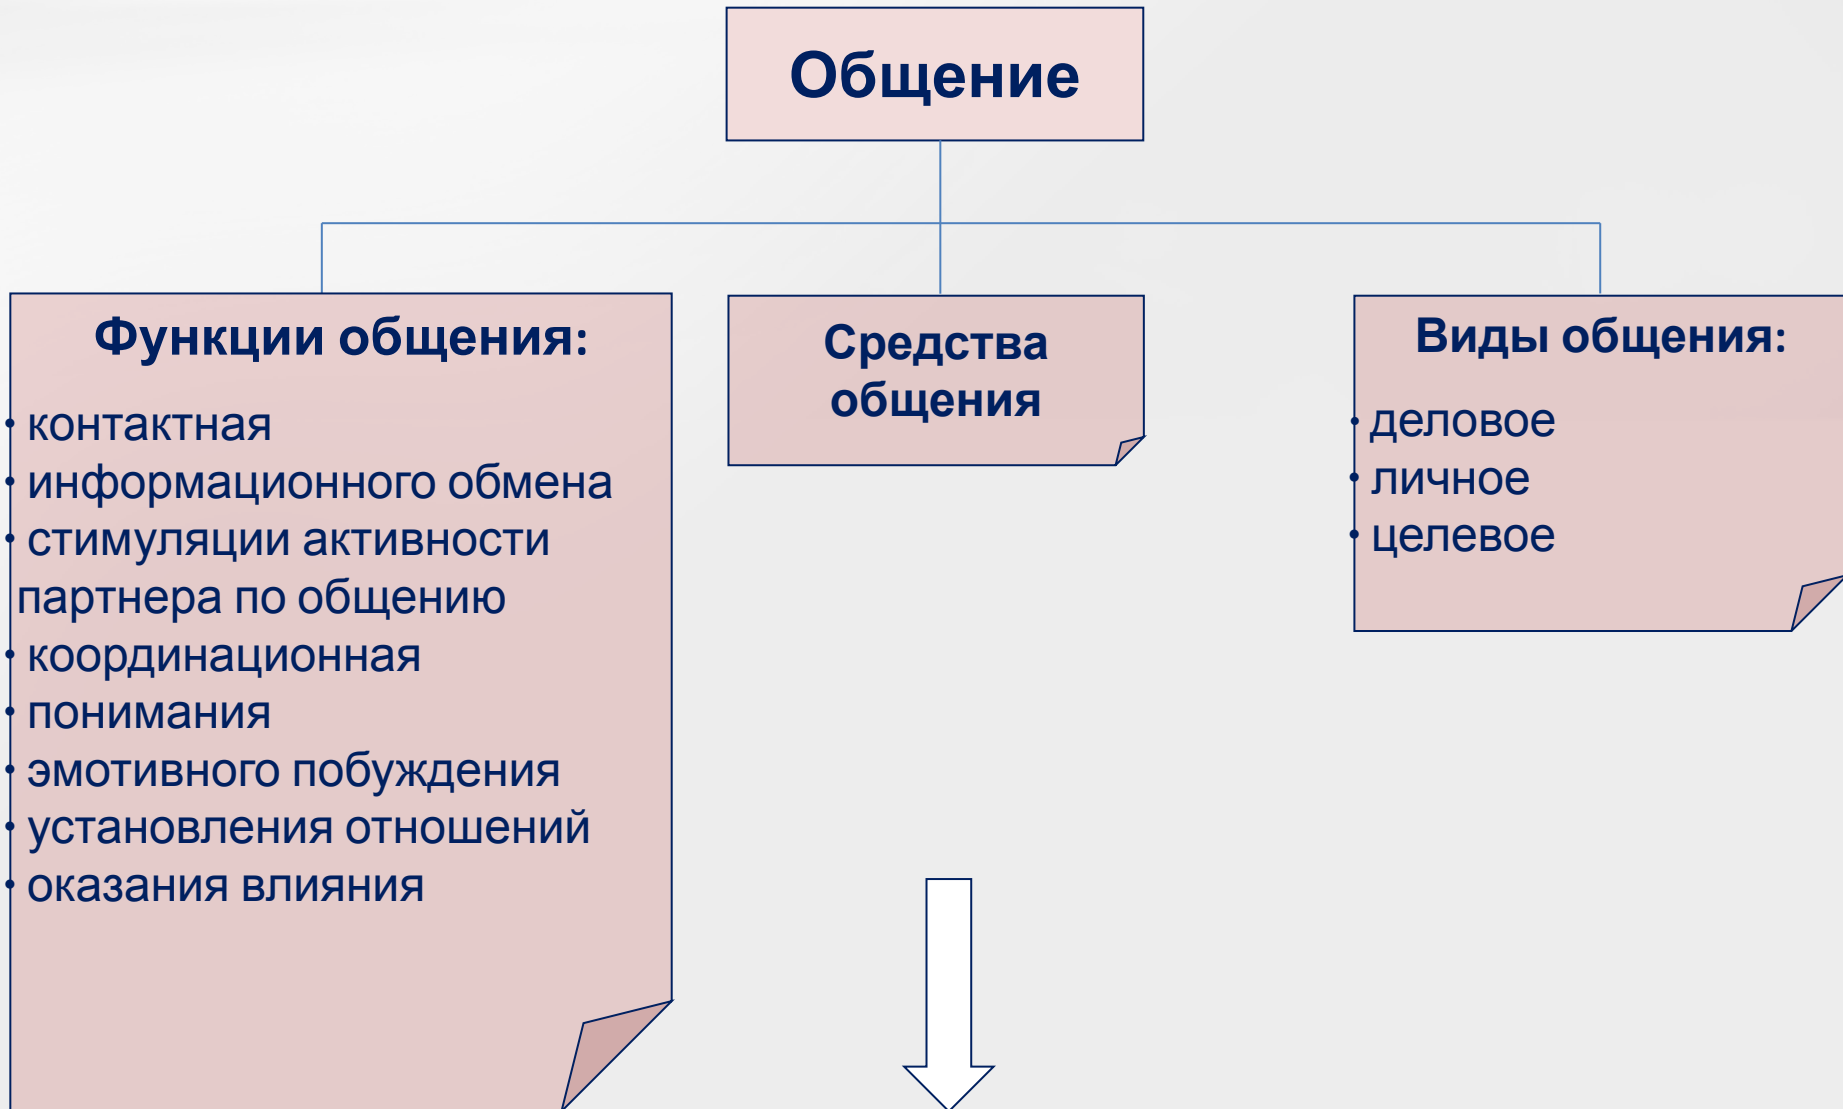 Общение
Функции общения:
• контактная
• информационного обмена
• стимуляции активности
партнера по общению
• координационная
• понимания
• эмотивного побуждения
• установления отношений
• оказания влияния
Средства
общения
Виды общения:
• деловое
• личное
• целевое